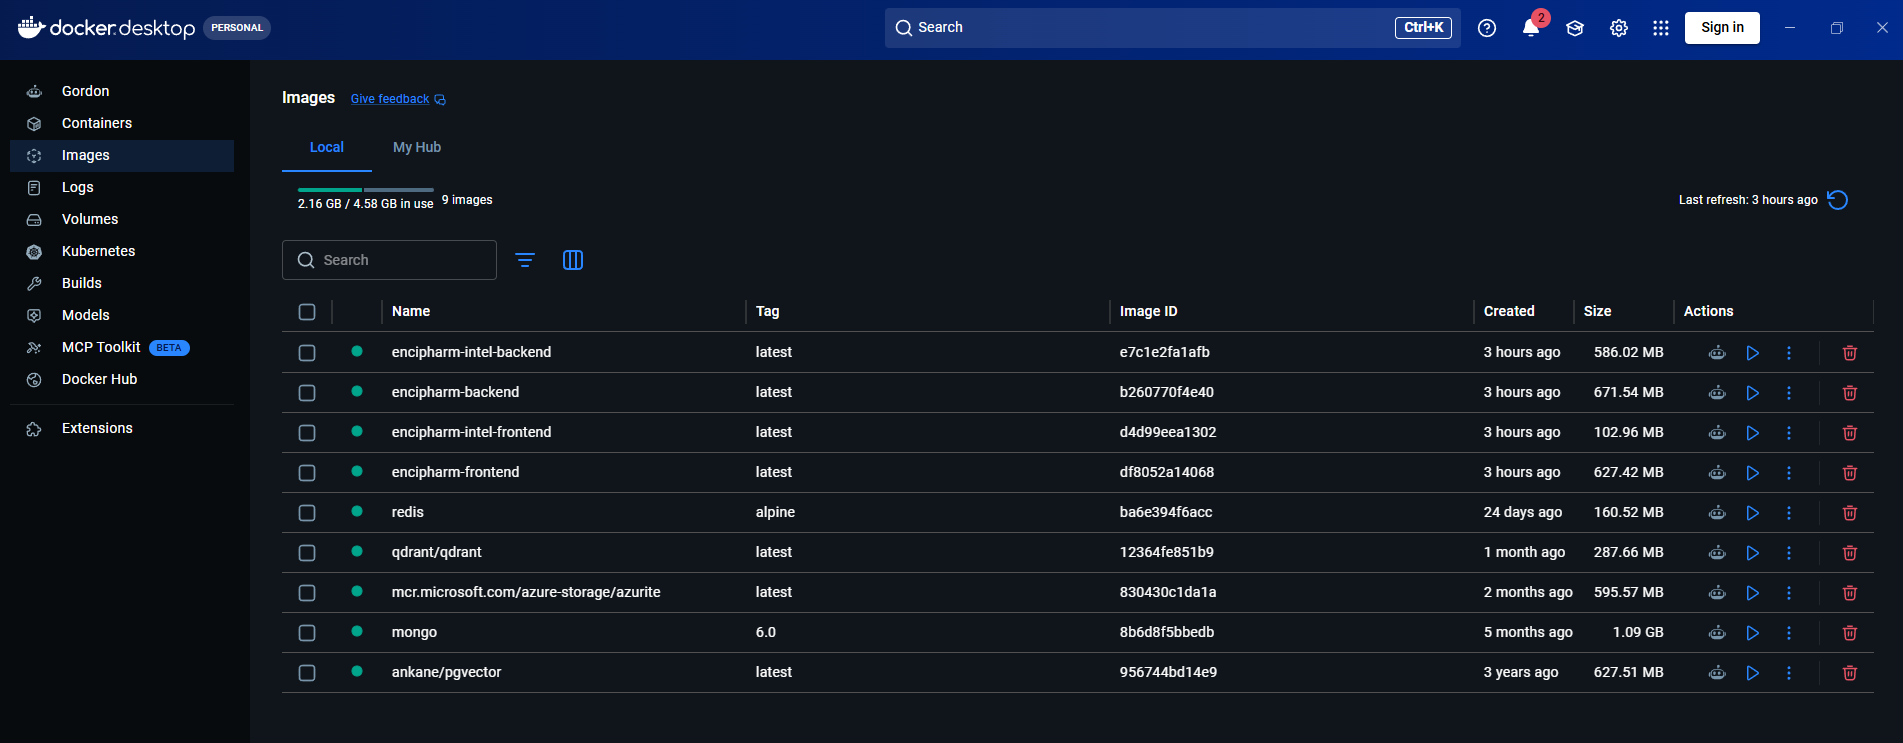 docker.desktop PERSONAL Search Ctrl+K 2 Sign in
Gordon
Containers
Images
Logs
Volumes
Kubernetes
Builds
Models
MCP Toolkit BETA
Docker Hub
Extensions
Images Give feedback
Local My Hub
2.16 GB / 4.58 GB in use 9 images Last refresh: 3 hours ago
Search
Name Tag Image ID Created Size Actions
encipharm-intel-backend latest e7c1e2fa1afb 3 hours ago 586.02 MB
encipharm-backend latest b260770f4e40 3 hours ago 671.54 MB
encipharm-intel-frontend latest d4d99eea1302 3 hours ago 102.96 MB
encipharm-frontend latest df8052a14068 3 hours ago 627.42 MB
redis alpine ba6e394f6acc 24 days ago 160.52 MB
qdrant/qdrant latest 12364fe851b9 1 month ago 287.66 MB
mcr.microsoft.com/azure-storage/azurite latest 830430c1da1a 2 months ago 595.57 MB
mongo 6.0 8b6d8f5bbedb 5 months ago 1.09 GB
ankane/pgvector latest 956744bd14e9 3 years ago 627.51 MB